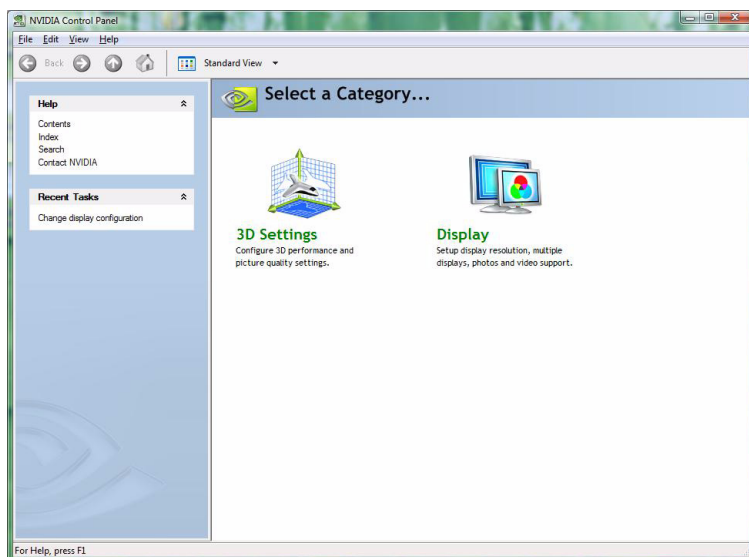 NVIDIA Control Panel
File Edit View Help
Back Standard View
Help
Contents
Index
Search
Contact NVIDIA
Recent Tasks
Change display configuration
Select a Category...
3D Settings
Configure 3D performance and
picture quality settings.
Display
Setup display resolution, multiple
displays, photos and video support.
For Help, press F1